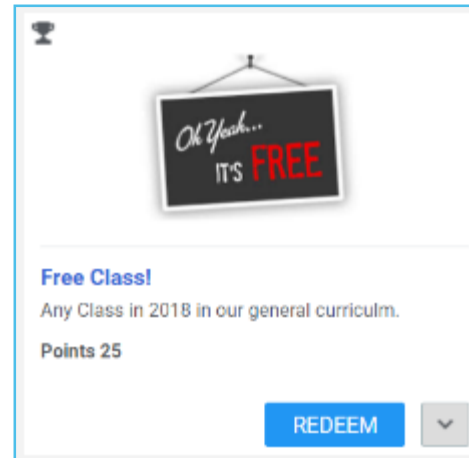 Oh Yeah...
IT'S FREE
Free Class!
Any Class in 2018 in our general curriculm.
Points 25
REDEEM